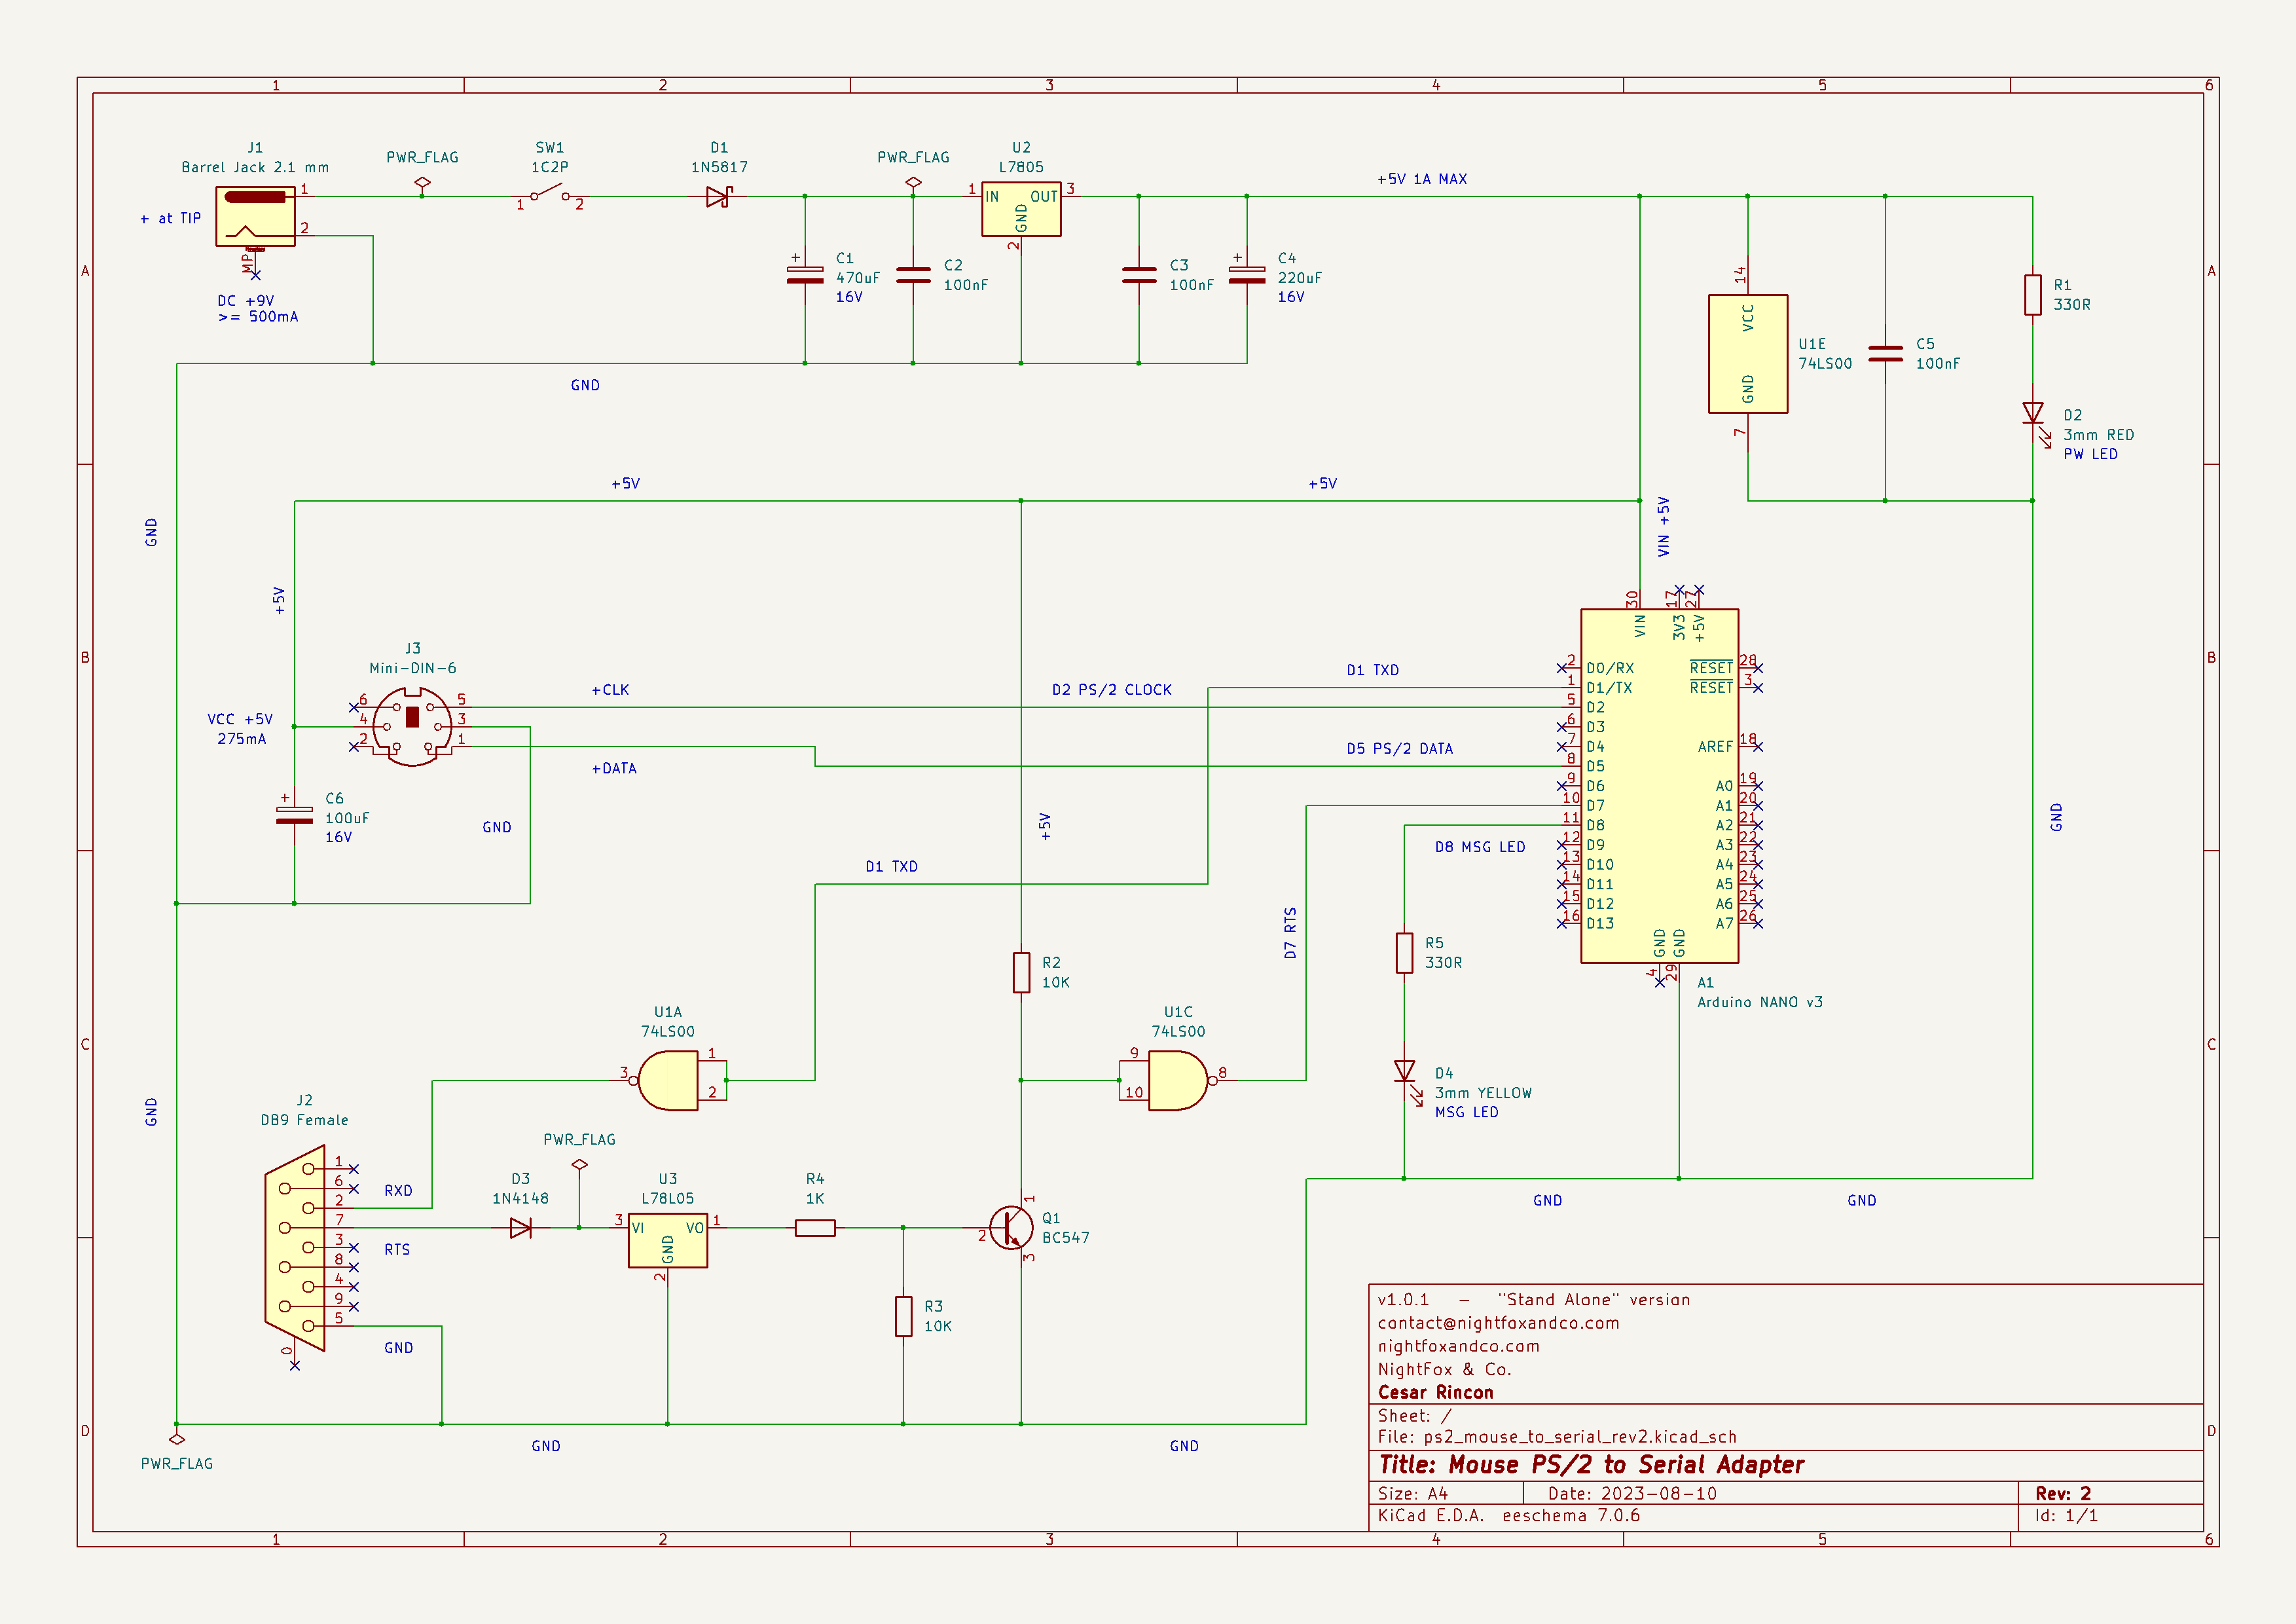 1 2 3 4 5 6
J1
Barrel Jack 2.1 mm
+ at TIP
1
2
MP
DC +9V
>= 500mA
PWR_FLAG
SW1
1C2P
1 2
D1
1N5817
PWR_FLAG
U2
L7805
1 IN OUT 3
GND
2
+5V 1A MAX
+ C1
470uF
16V
C2
100nF
C3
100nF
+ C4
220uF
16V
14
VCC
GND
7
U1E
74LS00
C5
100nF
R1
330R
D2
3mm RED
PW LED
A A
GND
+5V +5V
GND
VIN +5V
+5V
B B
J3
Mini-DIN-6
6 5
4 3
2 1
VCC +5V
275mA
+CLK
+DATA
D2 PS/2 CLOCK
D1 TXD
D5 PS/2 DATA
+ C6
100uF
16V
GND
+5V
D1 TXD
D7 RTS
D8 MSG LED
30 17 27
VIN 3V3 +5V
2 D0/RX RESET 28
1 D1/TX RESET 3
5 D2
6 D3
7 D4 AREF 18
8 D5
9 D6 A0 19
10 D7 A1 20
11 D8 A2 21
12 D9 A3 22
13 D10 A4 23
14 D11 A5 24
15 D12 A6 25
16 D13 A7 26
GND GND
4 29
A1
Arduino NANO v3
GND
R2
10K
R5
330R
C C
U1A
74LS00
3 1
2
U1C
74LS00
9
10
8
D4
3mm YELLOW
MSG LED
GND
J2
DB9 Female
1
6
2
7
3
8
4
9
5
0
RXD
RTS
GND
D3
1N4148
PWR_FLAG
U3
L78L05
3 VI VO 1
GND
2
R4
1K
R3
10K
Q1
BC547
1
2
3
GND GND
D D
PWR_FLAG
GND GND
v1.0.1 - "Stand Alone" version
contact@nightfoxandco.com
nightfoxandco.com
NightFox & Co.
Cesar Rincon
Sheet: /
File: ps2_mouse_to_serial_rev2.kicad_sch
Title: Mouse PS/2 to Serial Adapter
Size: A4 Date: 2023-08-10 Rev: 2
KiCad E.D.A. eeschema 7.0.6 Id: 1/1
1 2 3 4 5 6